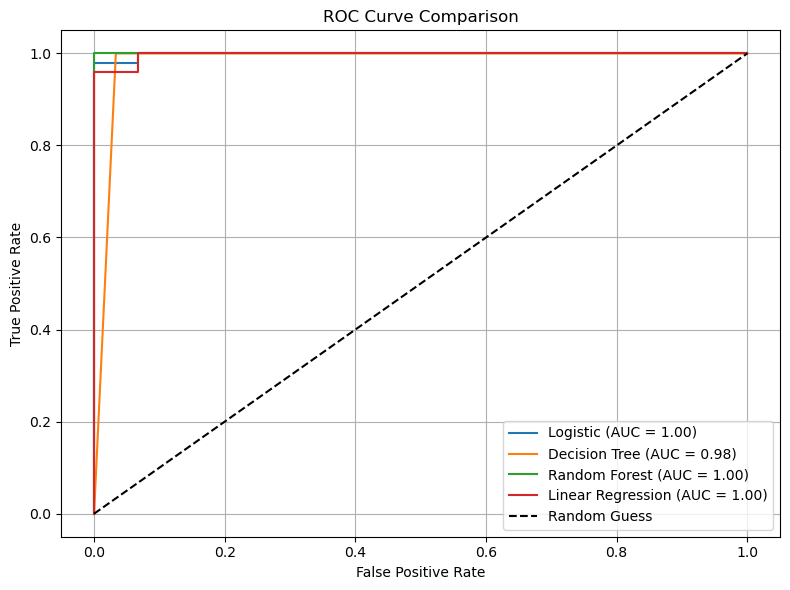 ROC Curve Comparison
True Positive Rate
1.0
0.8
0.6
0.4
0.2
0.0
Logistic (AUC = 1.00)
Decision Tree (AUC = 0.98)
Random Forest (AUC = 1.00)
Linear Regression (AUC = 1.00)
Random Guess
0.0 0.2 0.4 0.6 0.8 1.0
False Positive Rate